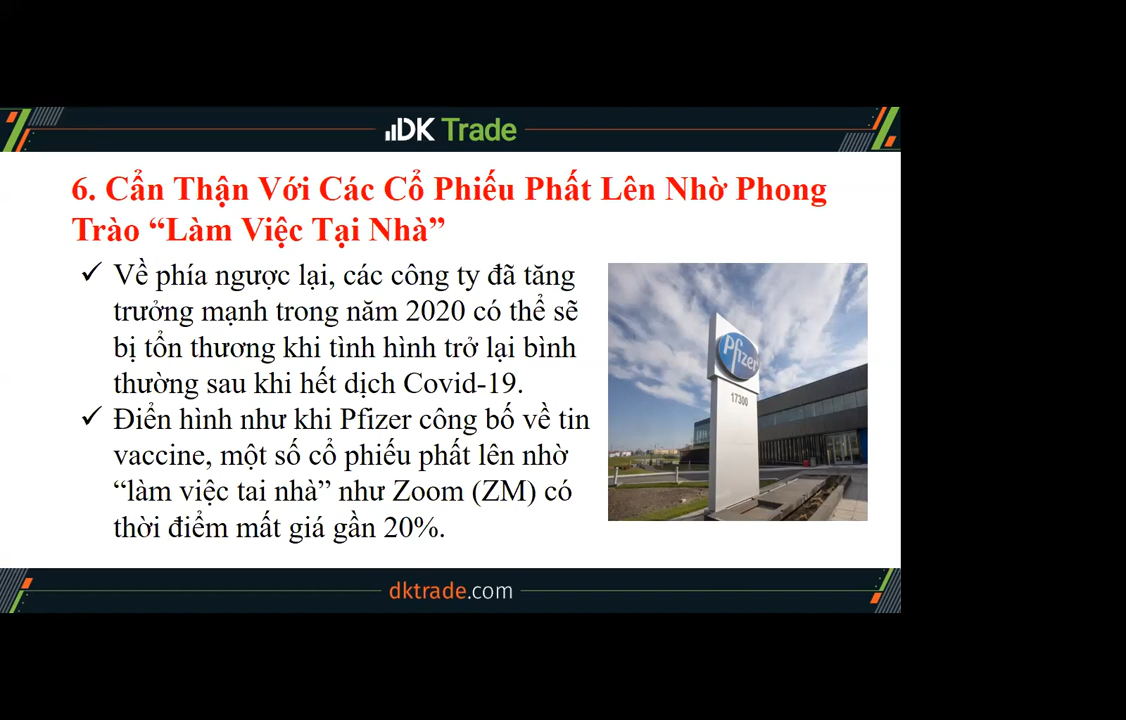 DK Trade
6. Cẩn Thận Với Các Cổ Phiếu Phất Lên Nhờ Phong
Trào “Làm Việc Tại Nhà”
✓ Về phía ngược lại, các công ty đã tăng
trưởng mạnh trong năm 2020 có thể sẽ
bị tổn thương khi tình hình trở lại bình
thường sau khi hết dịch Covid-19.
✓ Điển hình như khi Pfizer công bố về tin
vaccine, một số cổ phiếu phất lên nhờ
“làm việc tai nhà” như Zoom (ZM) có
thời điểm mất giá gần 20%.
Pfizer
17300
dktrade.com